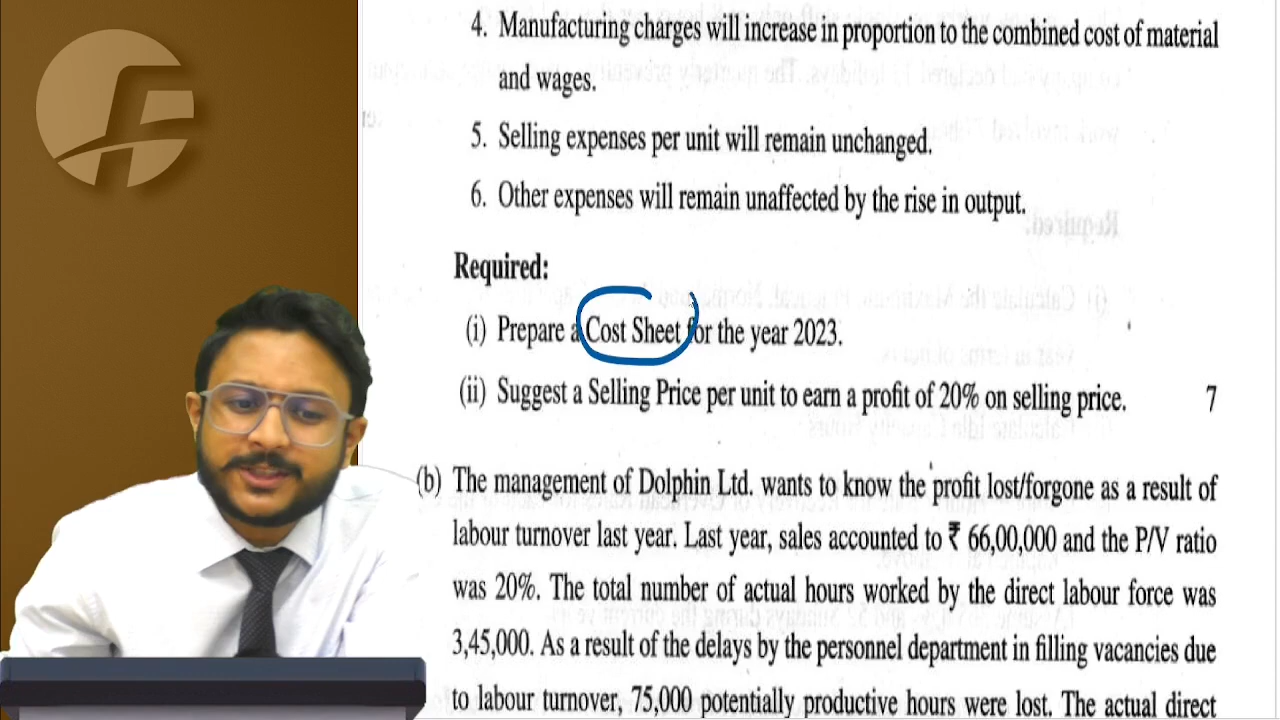 4. Manufacturing charges will increase in proportion to the combined cost of material
and wages.
5. Selling expenses per unit will remain unchanged.
6. Other expenses will remain unaffected by the rise in output.
Required:
(i) Prepare a Cost Sheet for the year 2023.
(ii) Suggest a Selling Price per unit to earn a profit of 20% on selling price. 7
(b) The management of Dolphin Ltd. wants to know the profit lost/forgone as a result of
labour turnover last year. Last year, sales accounted to ₹ 66,00,000 and the P/V ratio
was 20%. The total number of actual hours worked by the direct labour force was
3,45,000. As a result of the delays by the personnel department in filling vacancies due
to labour turnover, 75,000 potentially productive hours were lost. The actual direct